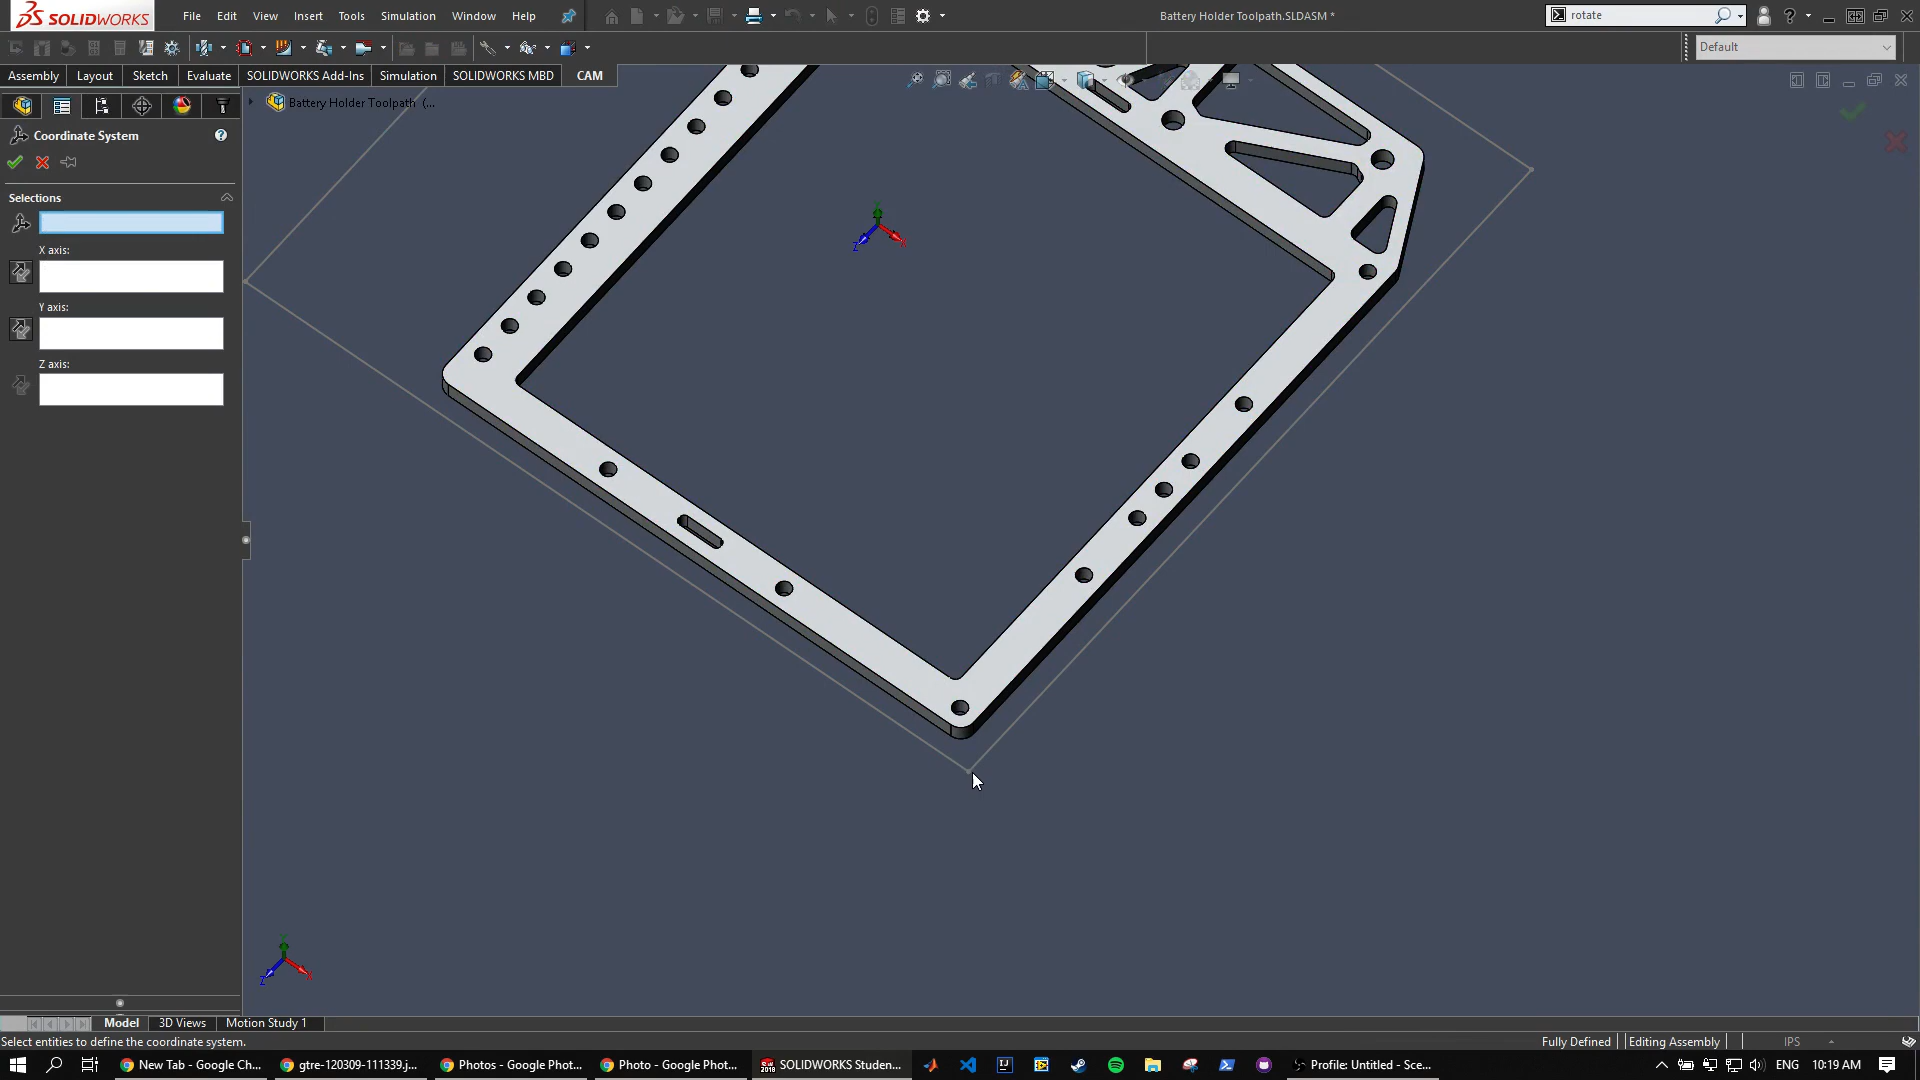 SOLIDWORKS
File Edit View Insert Tools Simulation Window Help
Battery Holder Toolpath.SLDASM *
rotate
Default
Assembly Layout Sketch Evaluate SOLIDWORKS Add-Ins Simulation SOLIDWORKS MBD CAM
Battery Holder Toolpath (...
Coordinate System
Selections
X axis:
Y axis:
Z axis:
Model 3D Views Motion Study 1
Select entities to define the coordinate system.
Fully Defined Editing Assembly IPS
New Tab - Google Ch... gtre-120309-111339.j... Photos - Google Phot... Photo - Google Phot... SOLIDWORKS Studen... Profile: Untitled - Sce... ENG 10:19 AM